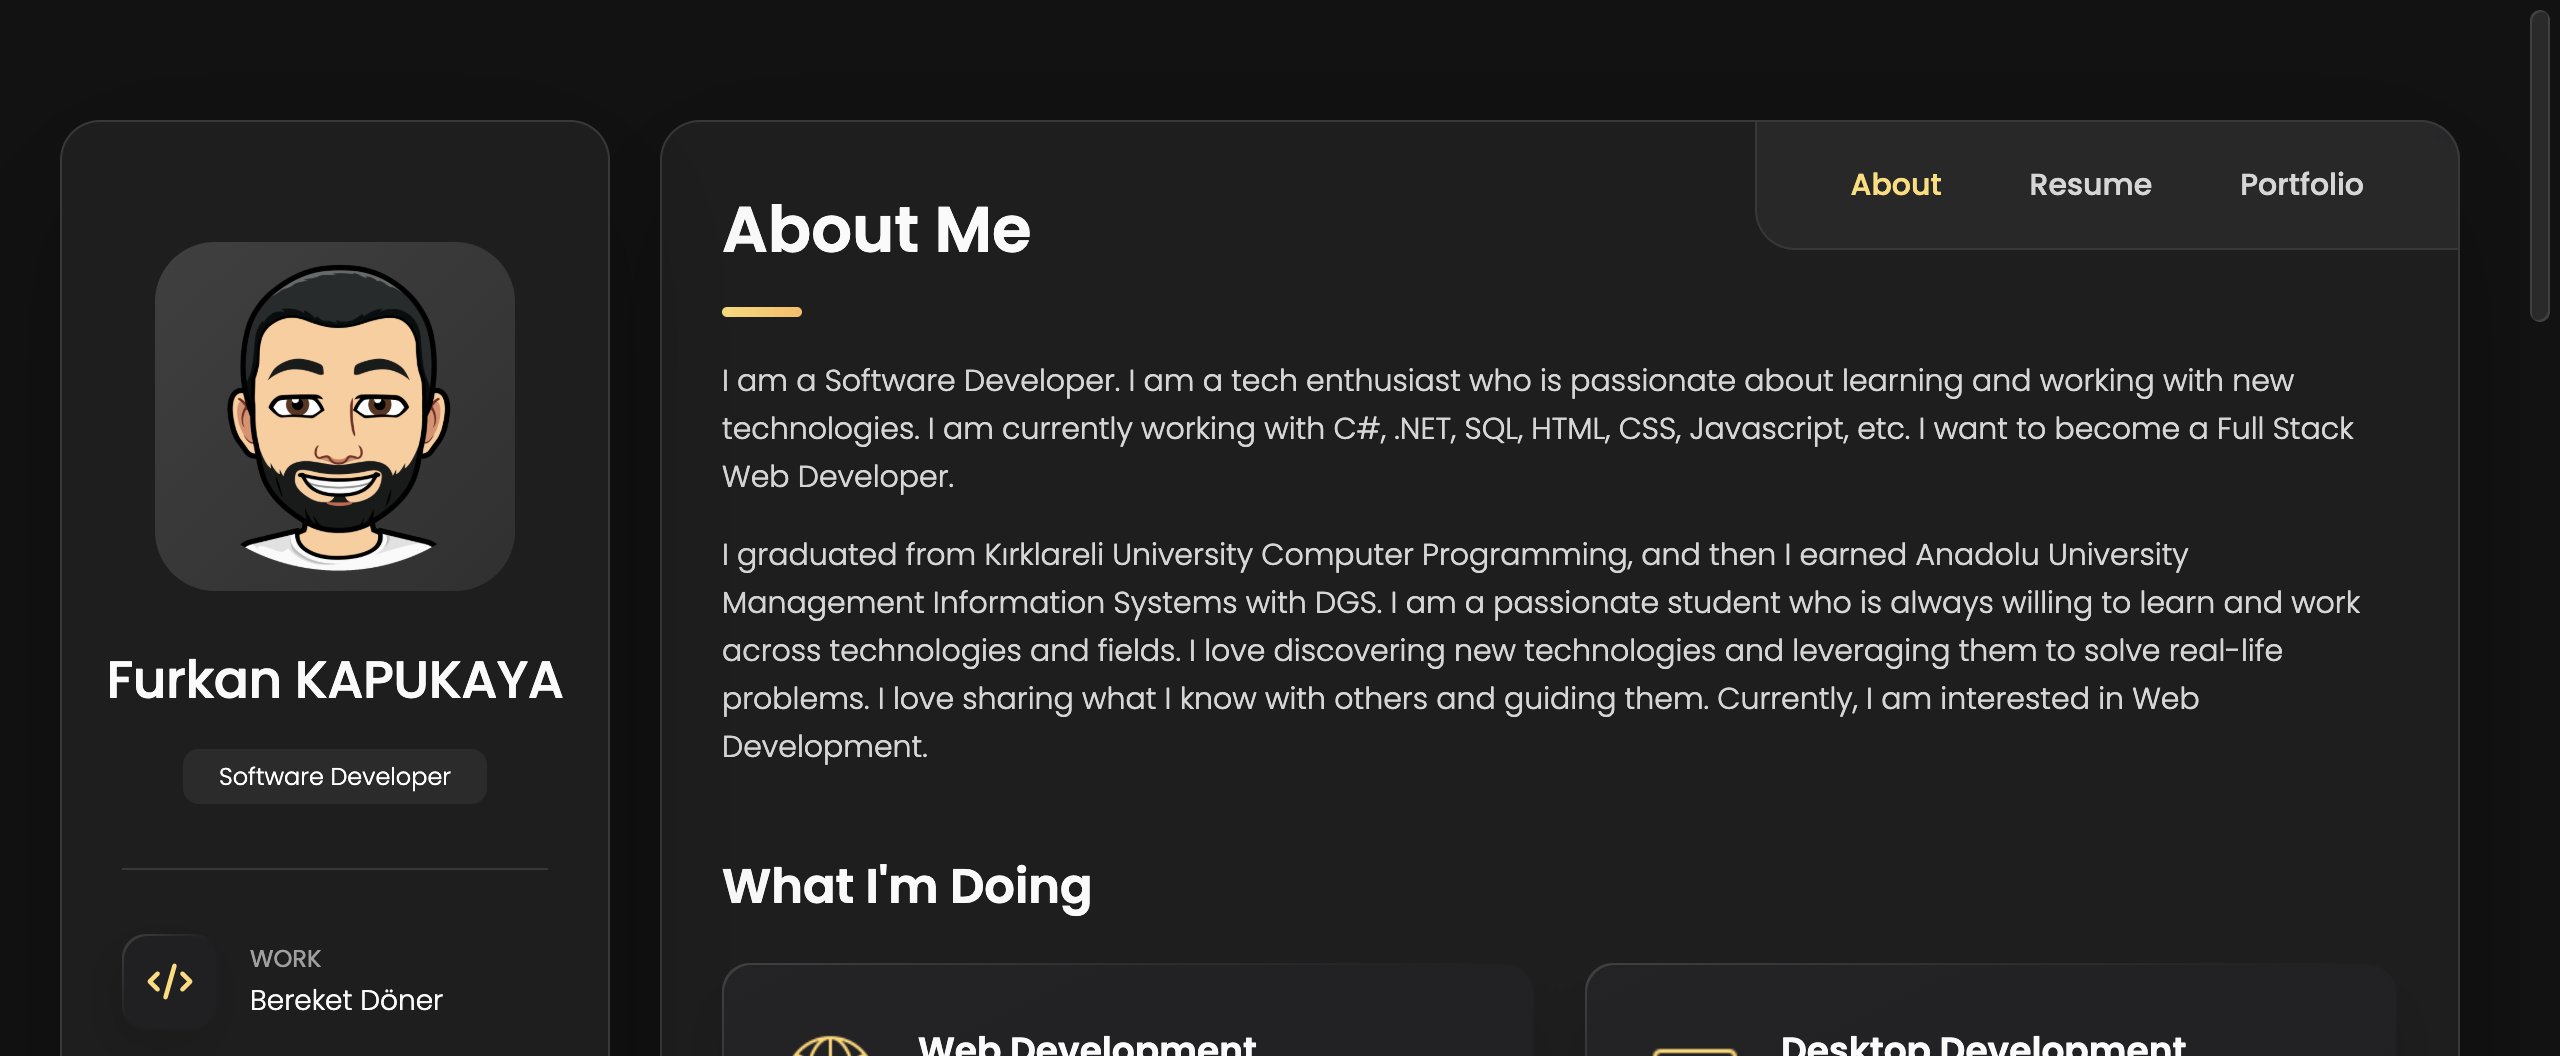 Furkan KAPUKAYA
Software Developer
WORK
Bereket Döner
About
Resume
Portfolio
About Me
I am a Software Developer. I am a tech enthusiast who is passionate about learning and working with new
technologies. I am currently working with C#, .NET, SQL, HTML, CSS, Javascript, etc. I want to become a Full Stack
Web Developer.
I graduated from Kırklareli University Computer Programming, and then I earned Anadolu University
Management Information Systems with DGS. I am a passionate student who is always willing to learn and work
across technologies and fields. I love discovering new technologies and leveraging them to solve real-life
problems. I love sharing what I know with others and guiding them. Currently, I am interested in Web
Development.
What I'm Doing
Web Development
Desktop Development